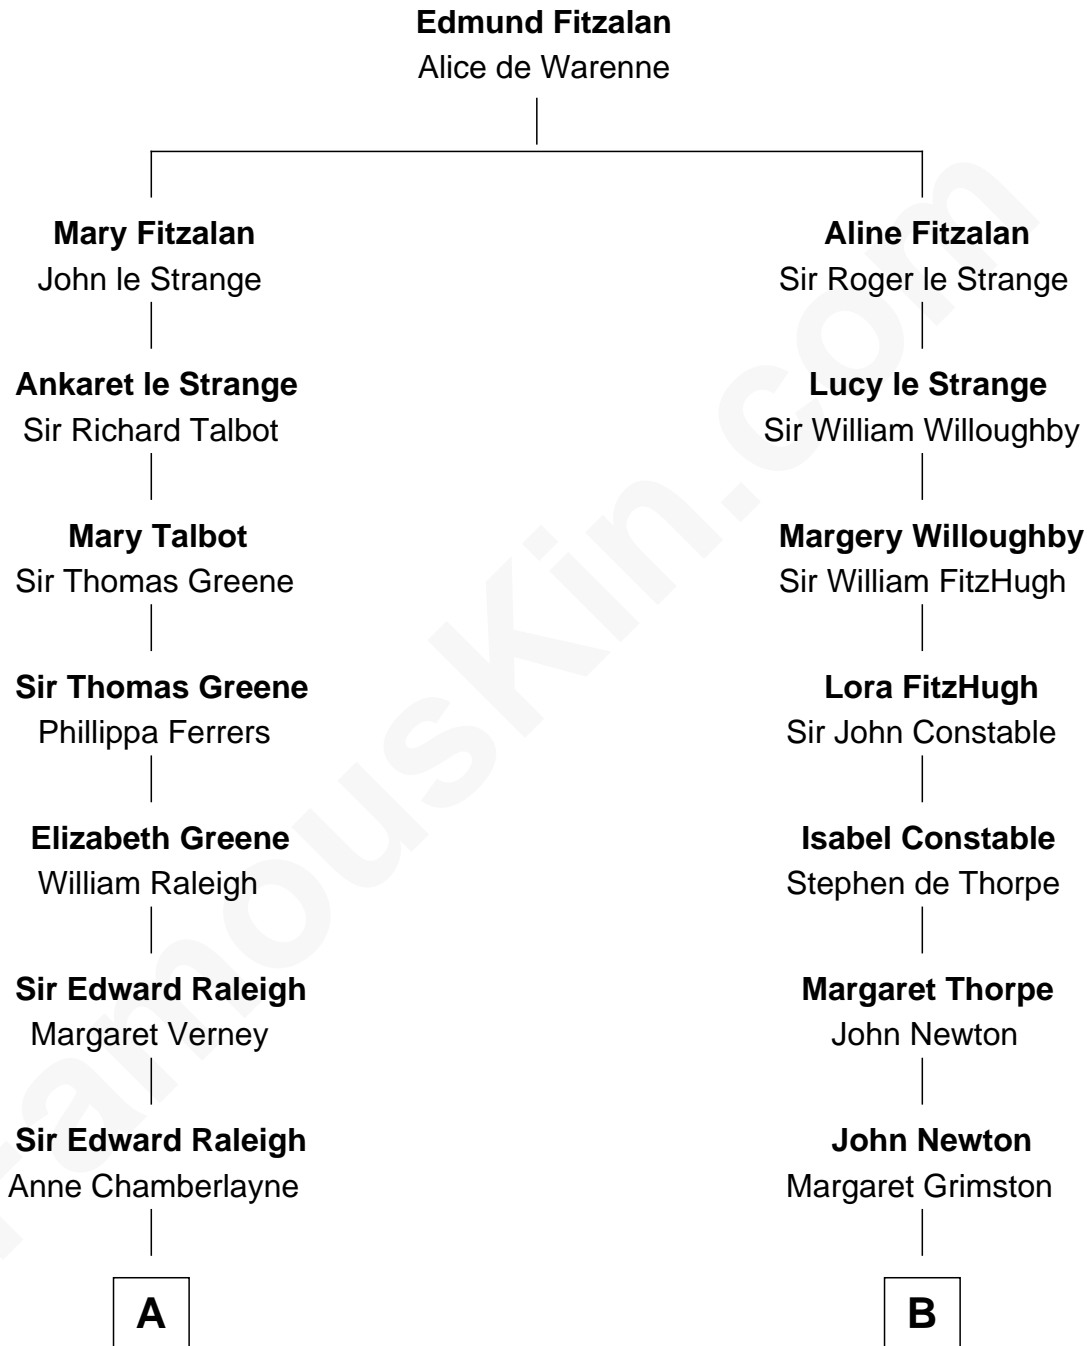 Edmund Fitzalan
Alice de Warenne
Mary Fitzalan
John le Strange
Aline Fitzalan
Sir Roger le Strange
Ankaret le Strange
Sir Richard Talbot
Lucy le Strange
Sir William Willoughby
Mary Talbot
Sir Thomas Greene
Margery Willoughby
Sir William FitzHugh
Sir Thomas Greene
Phillippa Ferrers
Lora FitzHugh
Sir John Constable
Elizabeth Greene
William Raleigh
Isabel Constable
Stephen de Thorpe
Sir Edward Raleigh
Margaret Verney
Margaret Thorpe
John Newton
Sir Edward Raleigh
Anne Chamberlayne
John Newton
Margaret Grimston
A
B
FamousKin.com